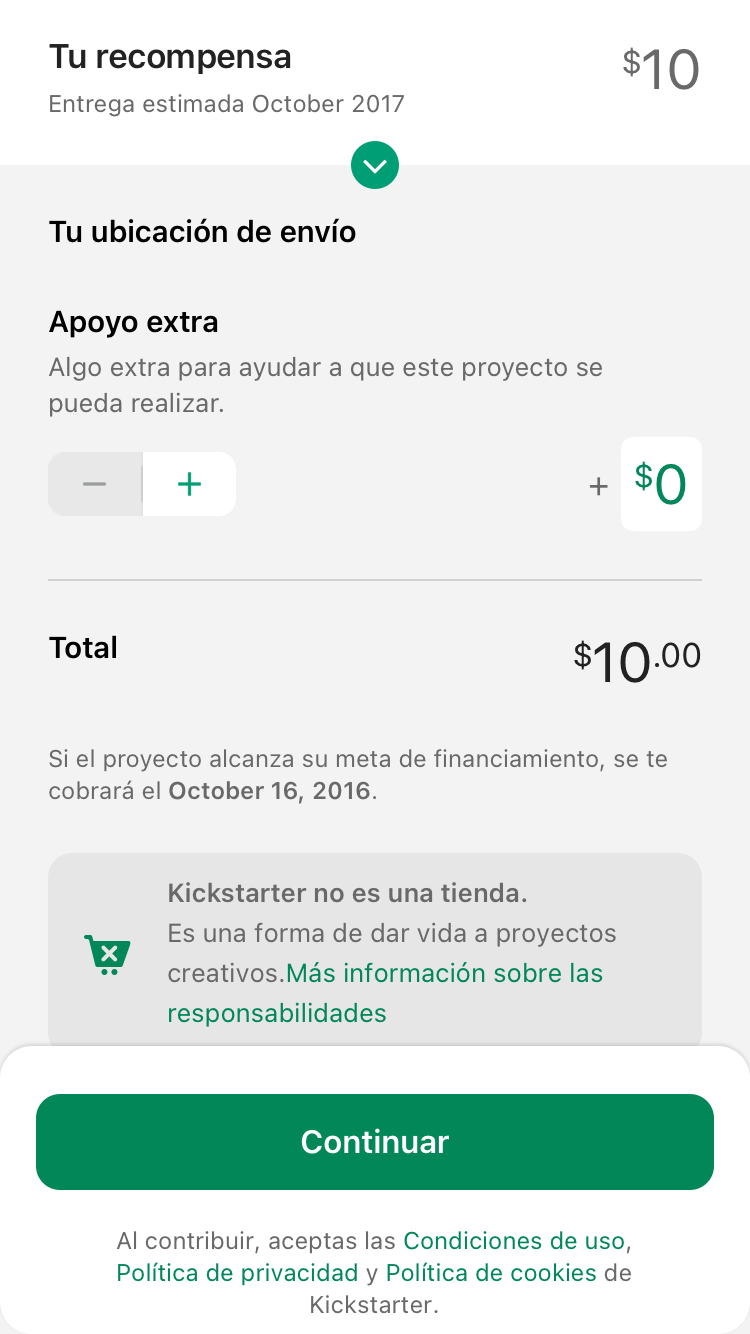 Tu recompensa
$10
Entrega estimada October 2017
Tu ubicación de envío
Apoyo extra
Algo extra para ayudar a que este proyecto se
pueda realizar.
− + + $0
Total
$10.00
Si el proyecto alcanza su meta de financiamiento, se te
cobrará el October 16, 2016.
Kickstarter no es una tienda.
Es una forma de dar vida a proyectos
creativos.Más información sobre las
responsabilidades
Continuar
Al contribuir, aceptas las Condiciones de uso,
Política de privacidad y Política de cookies de
Kickstarter.